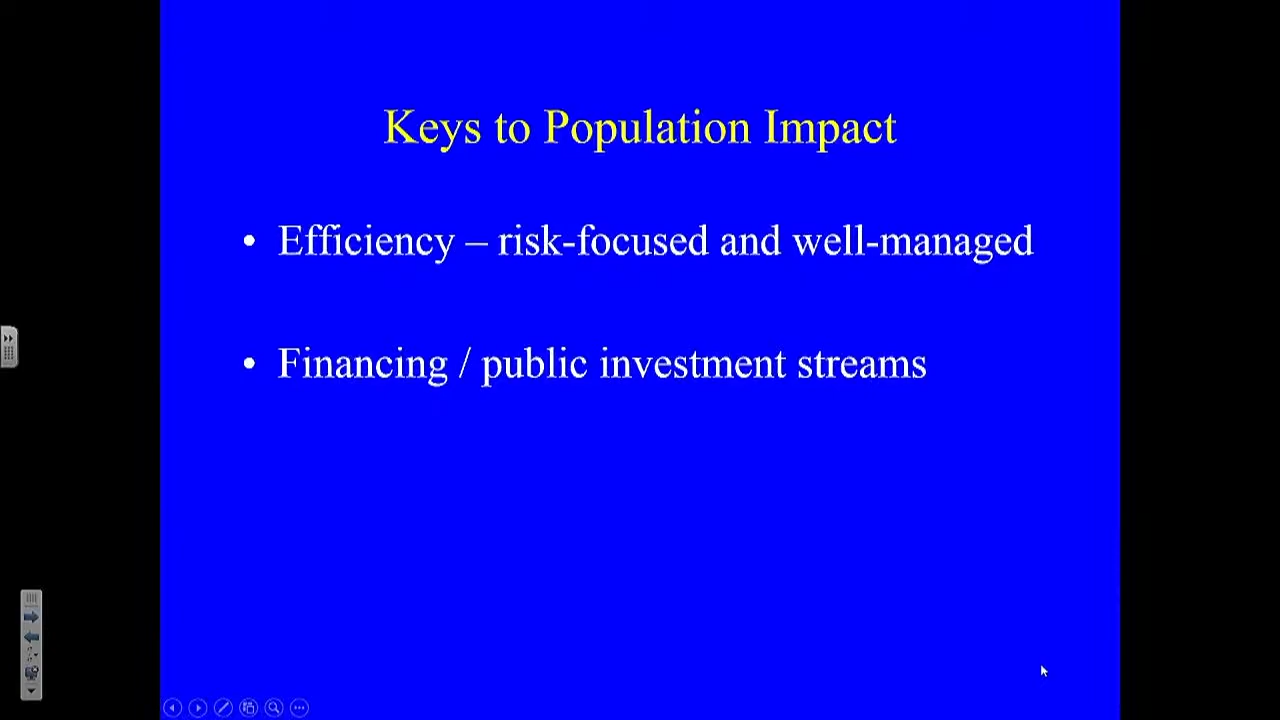 Keys to Population Impact
• Efficiency – risk-focused and well-managed
• Financing / public investment streams